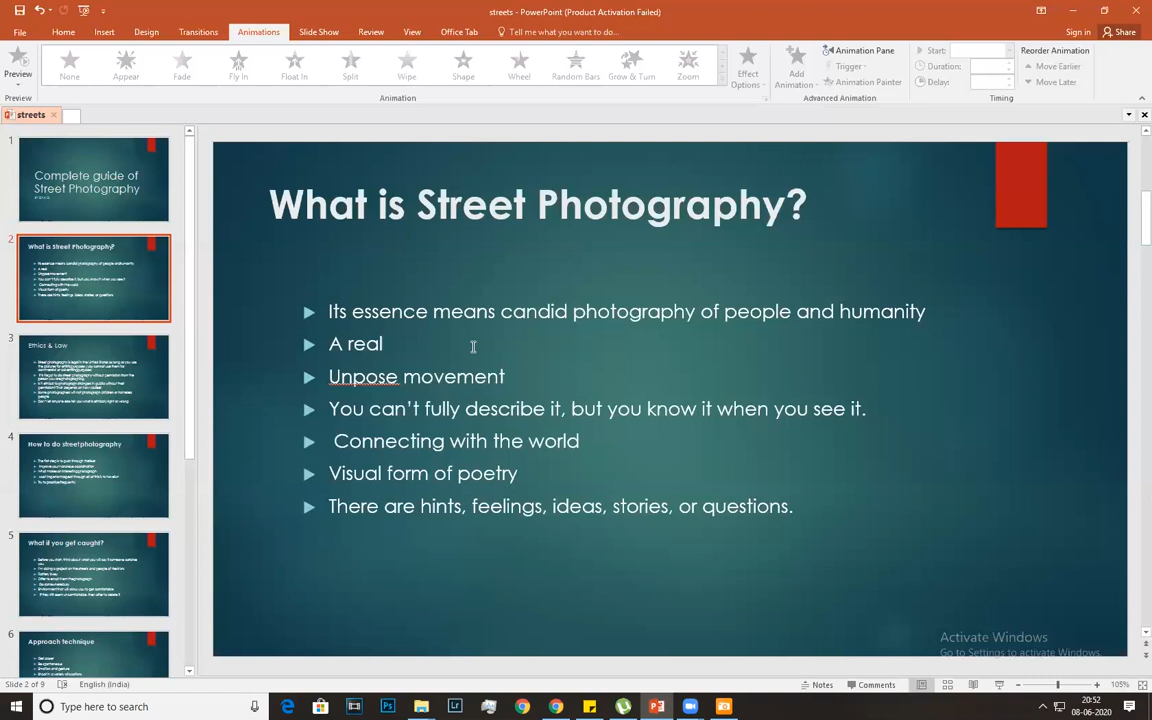 streets - PowerPoint (Product Activation Failed)
File Home Insert Design Transitions Animations Slide Show Review View Office Tab Tell me what you want to do... Sign in Share
Preview None Appear Fade Fly In Float In Split Wipe Shape Wheel Random Bars Grow & Turn Zoom Effect Options Add Animation Animation Pane Trigger Animation Painter Start: Duration: Delay: Reorder Animation Move Earlier Move Later
Preview Animation Advanced Animation Timing
streets
1
Complete guide of
Street Photography
2
What is Street Photography?
3
Ethics & Law
4
How to do street photography
5
What if you get caught?
6
Approach technique
What is Street Photography?
Its essence means candid photography of people and humanity
A real
Unpose movement
You can't fully describe it, but you know it when you see it.
Connecting with the world
Visual form of poetry
There are hints, feelings, ideas, stories, or questions.
Activate Windows
Go to Settings to activate Windows.
Slide 2 of 9 English (India) Notes Comments 105%
Type here to search
20:52
08-06-2020